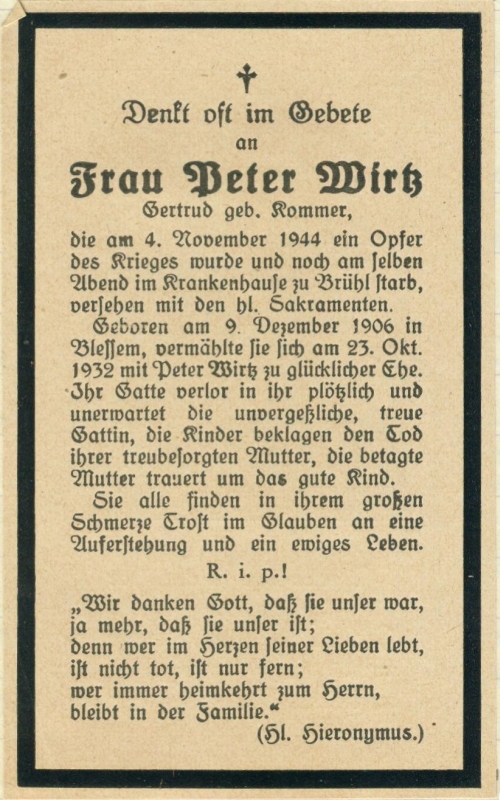 Denkt oft im Gebete
an
Frau Peter Wirtz
Gertrud geb. Kommer,
die am 4. November 1944 ein Opfer
des Krieges wurde und noch am selben
Abend im Krankenhause zu Brühl starb,
versehen mit den hl. Sakramenten.
Geboren am 9. Dezember 1906 in
Blessem, vermählte sie sich am 23. Okt.
1932 mit Peter Wirtz zu glücklicher Ehe.
Ihr Gatte verlor in ihr plötzlich und
unerwartet die unvergeßliche, treue
Gattin, die Kinder beklagen den Tod
ihrer treubesorgten Mutter, die betagte
Mutter trauert um das gute Kind.
Sie alle finden in ihrem großen
Schmerze Trost im Glauben an eine
Auferstehung und ein ewiges Leben.
R. i. p.!
„Wir danken Gott, daß sie unser war,
ja mehr, daß sie unser ist;
denn wer im Herzen seiner Lieben lebt,
ist nicht tot, ist nur fern;
wer immer heimkehrt zum Herrn,
bleibt in der Familie.“
(Hl. Hieronymus.)